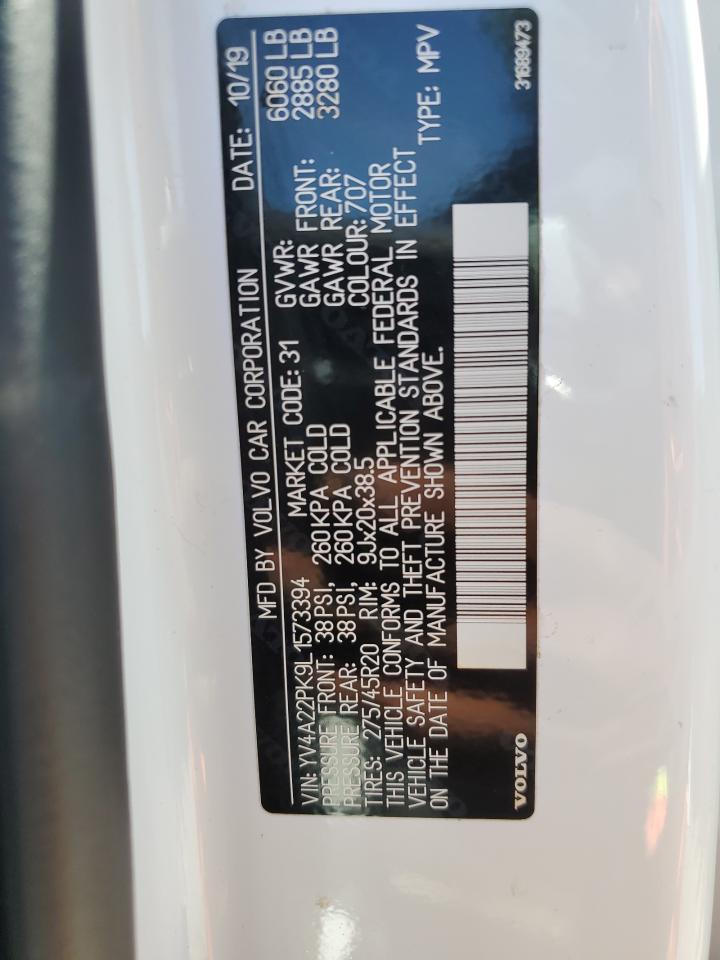 MFD BY VOLVO CAR CORPORATION DATE: 10/19
VIN: YV4A22PK9L1573394 MARKET CODE: 31 GVWR: 6060 LB
PRESSURE FRONT: 38PSI, 260KPA COLD GAWR FRONT: 2885 LB
PRESSURE REAR: 38PSI, 260KPA COLD GAWR REAR: 3280 LB
TIRES: 275/45R20 RIM: 9Jx20x38.5 COLOUR: 707
THIS VEHICLE CONFORMS TO ALL APPLICABLE FEDERAL MOTOR
VEHICLE SAFETY AND THEFT PREVENTION STANDARDS IN EFFECT
ON THE DATE OF MANUFACTURE SHOWN ABOVE. TYPE: MPV
VOLVO 31689473